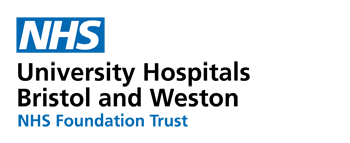 NHS
University Hospitals
Bristol and Weston
NHS Foundation Trust